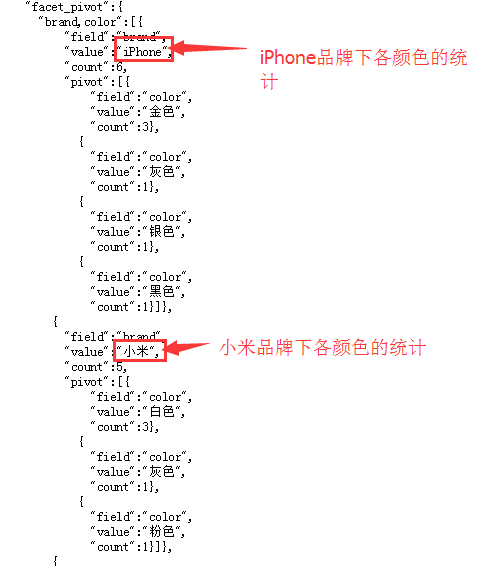 "facet_pivot":{
"brand,color":[{
"field":"brand",
"value":"iPhone",
"count":6,
"pivot":[{
"field":"color",
"value":"金色",
"count":3},
{
"field":"color",
"value":"灰色",
"count":1},
{
"field":"color",
"value":"银色",
"count":1},
{
"field":"color",
"value":"黑色",
"count":1}]},
{
"field":"brand",
"value":"小米",
"count":5,
"pivot":[{
"field":"color",
"value":"白色",
"count":3},
{
"field":"color",
"value":"灰色",
"count":1},
{
"field":"color",
"value":"粉色",
"count":1}]},
{
iPhone品牌下各颜色的统
计
小米品牌下各颜色的统计